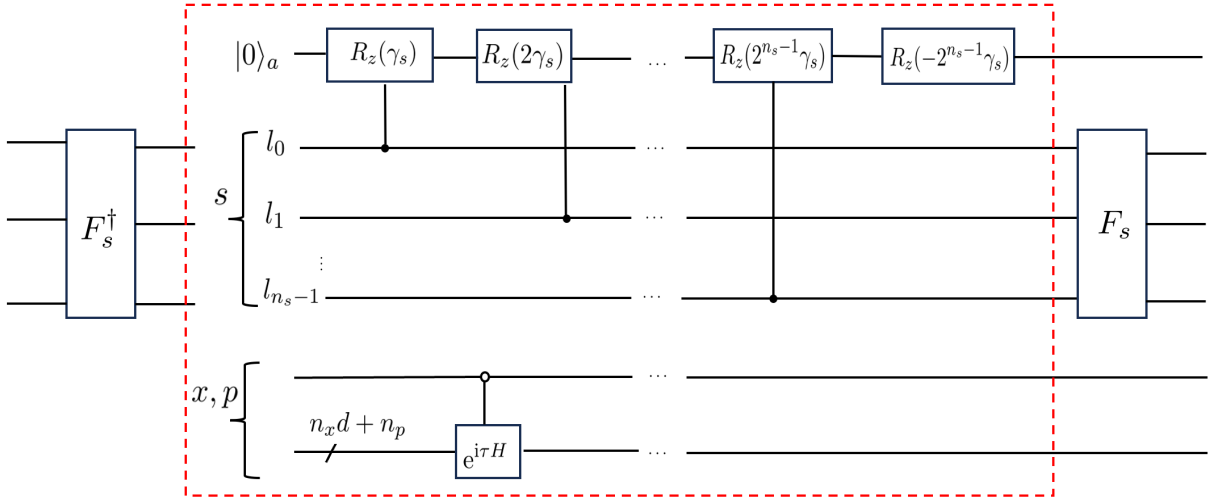 |0⟩_a R_z(γ_s) R_z(2γ_s) ... R_z(2^{n_s−1}γ_s) R_z(−2^{n_s−1}γ_s)
l_0 ...
F_s^† s l_1 ... F_s
⋮
l_{n_s−1} ...
x, p ...
n_x d + n_p e^{iτH} ...